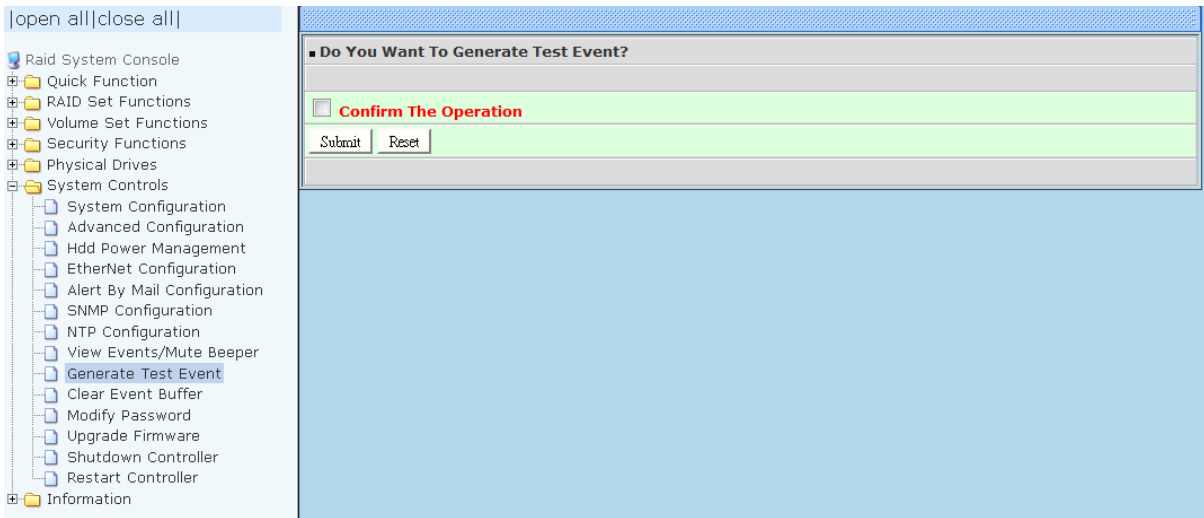 |open all|close all|
Raid System Console
Quick Function
RAID Set Functions
Volume Set Functions
Security Functions
Physical Drives
System Controls
System Configuration
Advanced Configuration
Hdd Power Management
EtherNet Configuration
Alert By Mail Configuration
SNMP Configuration
NTP Configuration
View Events/Mute Beeper
Generate Test Event
Clear Event Buffer
Modify Password
Upgrade Firmware
Shutdown Controller
Restart Controller
Information
Do You Want To Generate Test Event?
Confirm The Operation
Submit Reset